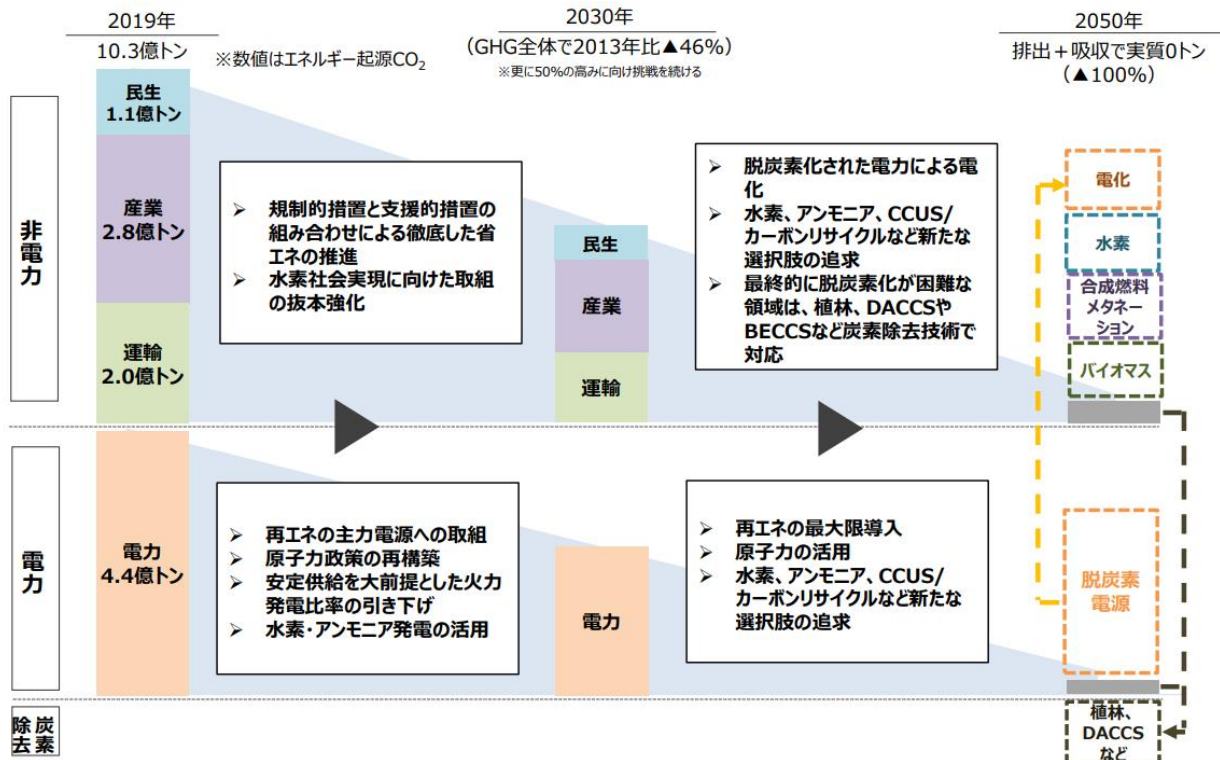 2019年
10.3億トン
※数値はエネルギー起源CO₂
2030年
(GHG全体で2013年比▲46%)
※更に50%の高みに向け挑戦を続ける
2050年
排出+吸収で実質0トン
(▲100%)
非電力
民生
1.1億トン
産業
2.8億トン
運輸
2.0億トン
➢ 規制的措置と支援的措置の
組み合わせによる徹底した省
エネの推進
➢ 水素社会実現に向けた取組
の抜本強化
民生
産業
運輸
➢ 脱炭素化された電力による電
化
➢ 水素、アンモニア、CCUS/
カーボンリサイクルなど新たな
選択肢の追求
➢ 最終的に脱炭素化が困難な
領域は、植林、DACCSや
BECCSなど炭素除去技術で
対応
電化
水素
合成燃料
メタネー
ション
バイオマス
電力
電力
4.4億トン
➢ 再エネの主力電源への取組
➢ 原子力政策の再構築
➢ 安定供給を大前提とした火力
発電比率の引き下げ
➢ 水素・アンモニア発電の活用
電力
➢ 再エネの最大限導入
➢ 原子力の活用
➢ 水素、アンモニア、CCUS/
カーボンリサイクルなど新たな
選択肢の追求
脱炭素
電源
炭素
除去
植林、
DACCS
など